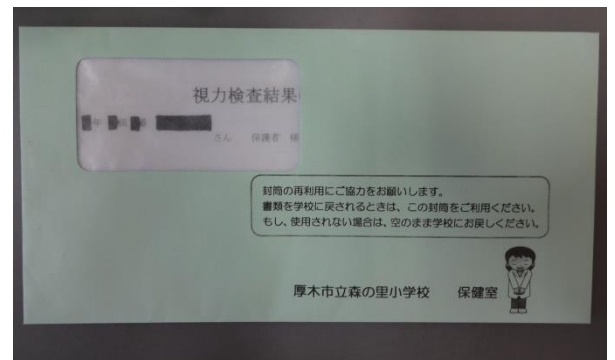 視力検査結果
年 組 番 さん 保護者 様
封筒の再利用にご協力をお願いします。
書類を学校に戻されるときは、この封筒をご利用ください。
もし、使用されない場合は、空のまま学校にお戻しください。
厚木市立森の里小学校 保健室